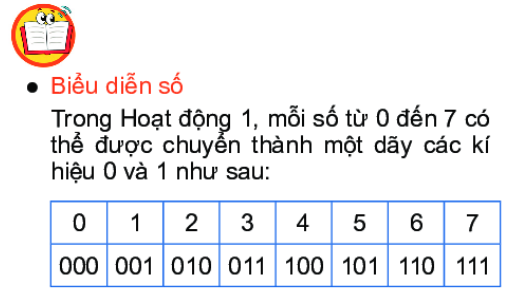 ● Biểu diễn số
Trong Hoạt động 1, mỗi số từ 0 đến 7 có
thể được chuyển thành một dãy các kí
hiệu 0 và 1 như sau:
0 1 2 3 4 5 6 7
000 001 010 011 100 101 110 111